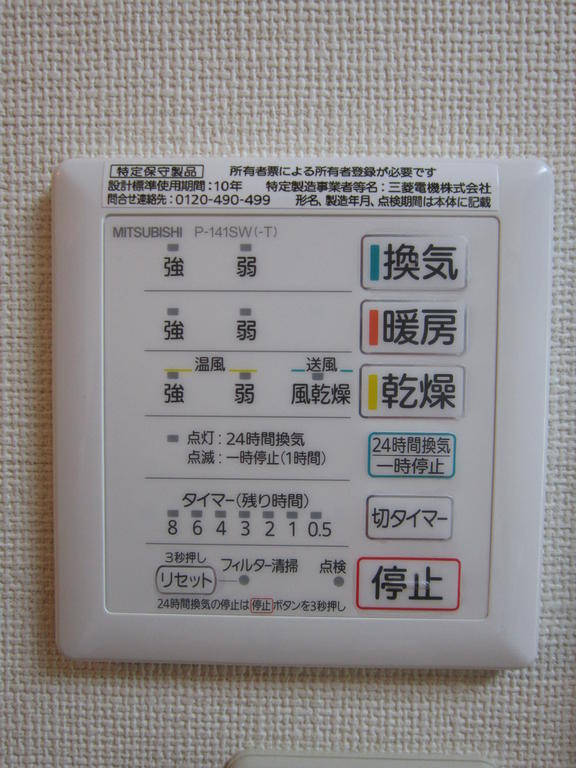 特定保守製品 所有者票による所有者登録が必要です
設計標準使用期間：10年 特定製造事業者等名：三菱電機株式会社
問合せ連絡先：0120-490-499 形名、製造年月、点検期間は本体に記載
MITSUBISHI P-141SW(-T)
強 弱 換気
強 弱 暖房
温風 送風
強 弱 風乾燥 乾燥
点灯：24時間換気
点滅：一時停止(1時間)
24時間換気
一時停止
タイマー(残り時間)
8 6 4 3 2 1 0.5
切タイマー
3秒押し
リセット フィルター清掃 点検
停止
24時間換気の停止は停止ボタンを3秒押し